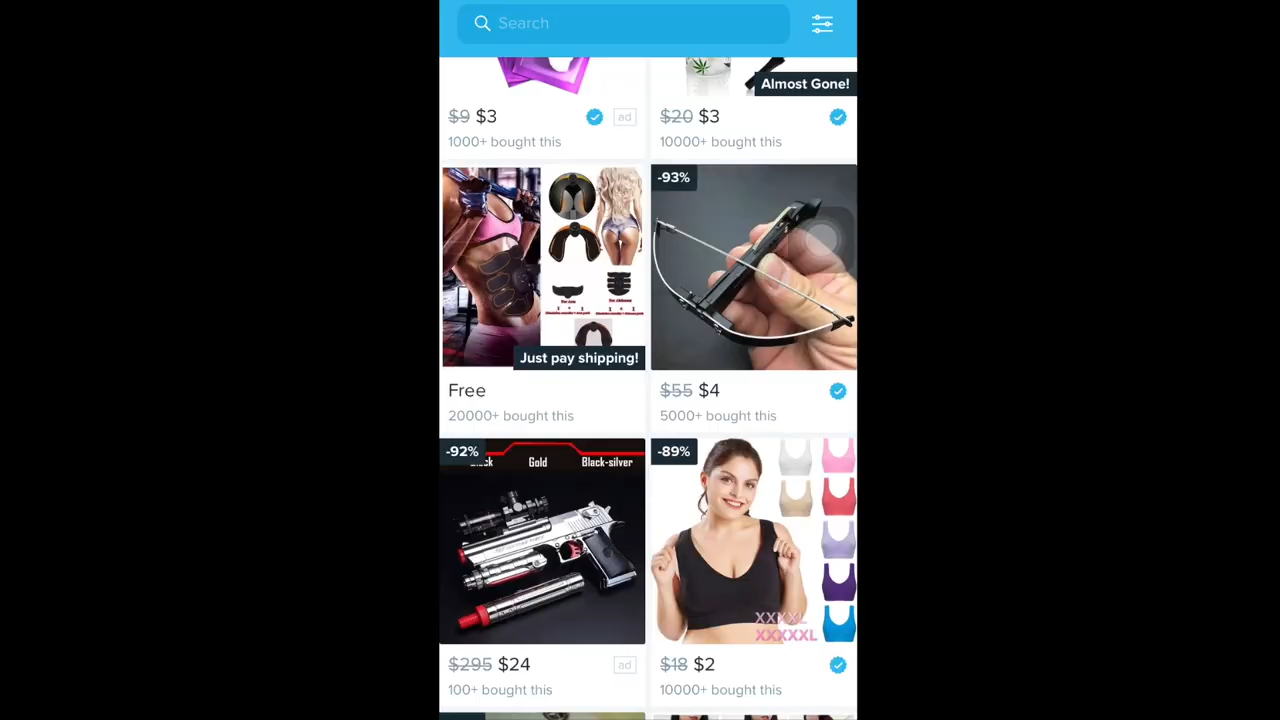 Search
Almost Gone!
$9 $3
ad
1000+ bought this
$20 $3
10000+ bought this
Just pay shipping!
Free
20000+ bought this
-93%
$55 $4
5000+ bought this
-92%
Gold
Black-silver
$295 $24
ad
100+ bought this
-89%
XXXXL
XXXXXL
$18 $2
10000+ bought this